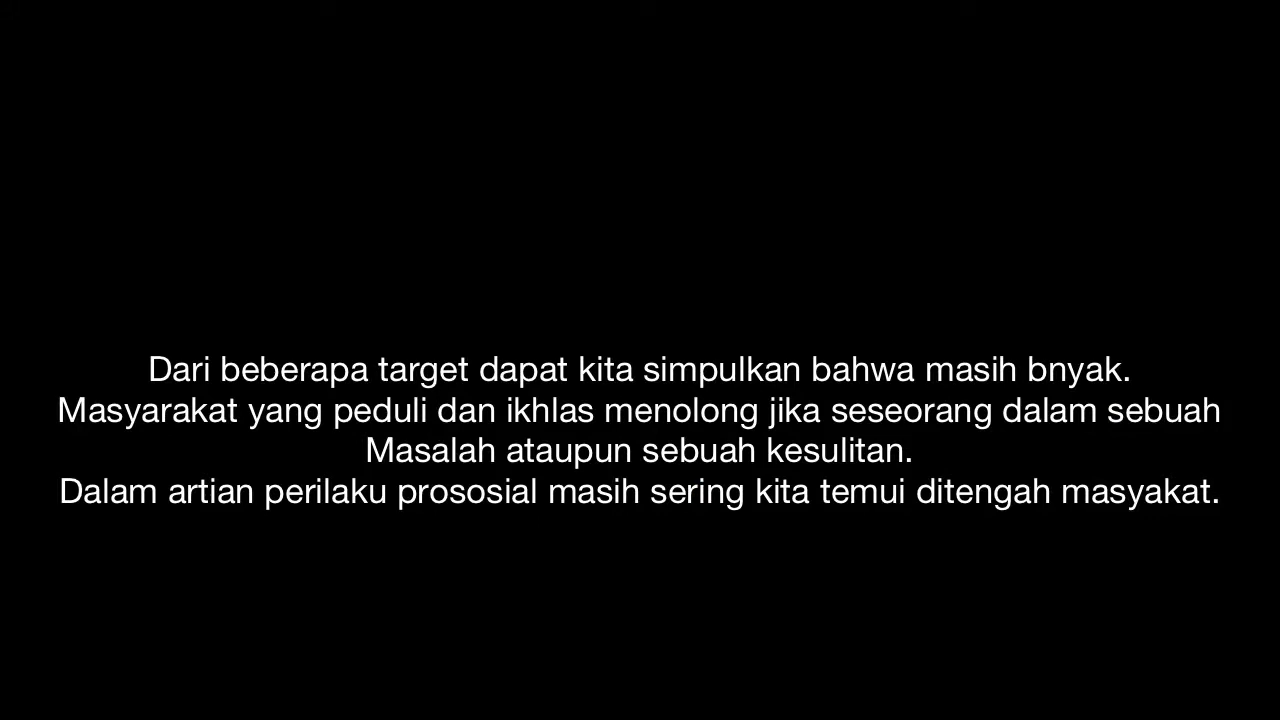 Dari beberapa target dapat kita simpulkan bahwa masih bnyak.
Masyarakat yang peduli dan ikhlas menolong jika seseorang dalam sebuah
Masalah ataupun sebuah kesulitan.
Dalam artian perilaku prososial masih sering kita temui ditengah masyakat.